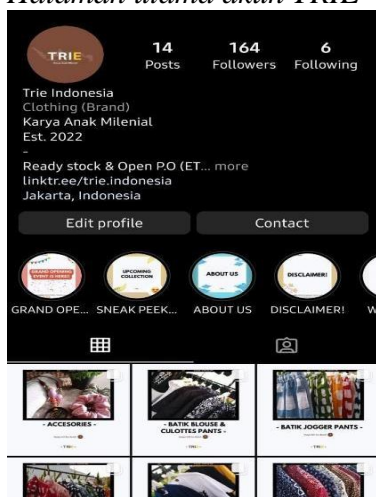 Halaman utama akun TRIE
TRIE
14 164 6
Posts Followers Following
Trie Indonesia
Clothing (Brand)
Karya Anak Milenial
Est. 2022
-
Ready stock & Open P.O (ET... more
linktr.ee/trie.indonesia
Jakarta, Indonesia
Edit profile Contact
GRAND OPENING
EVENT IS HERE!
UPCOMING
COLLECTION
ABOUT US
DISCLAIMER!
GRAND OPE... SNEAK PEEK... ABOUT US DISCLAIMER! W
- ACCESORIES -
- BATIK BLOUSE &
CULOTTES PANTS -
- BATIK JOGGER PANTS -